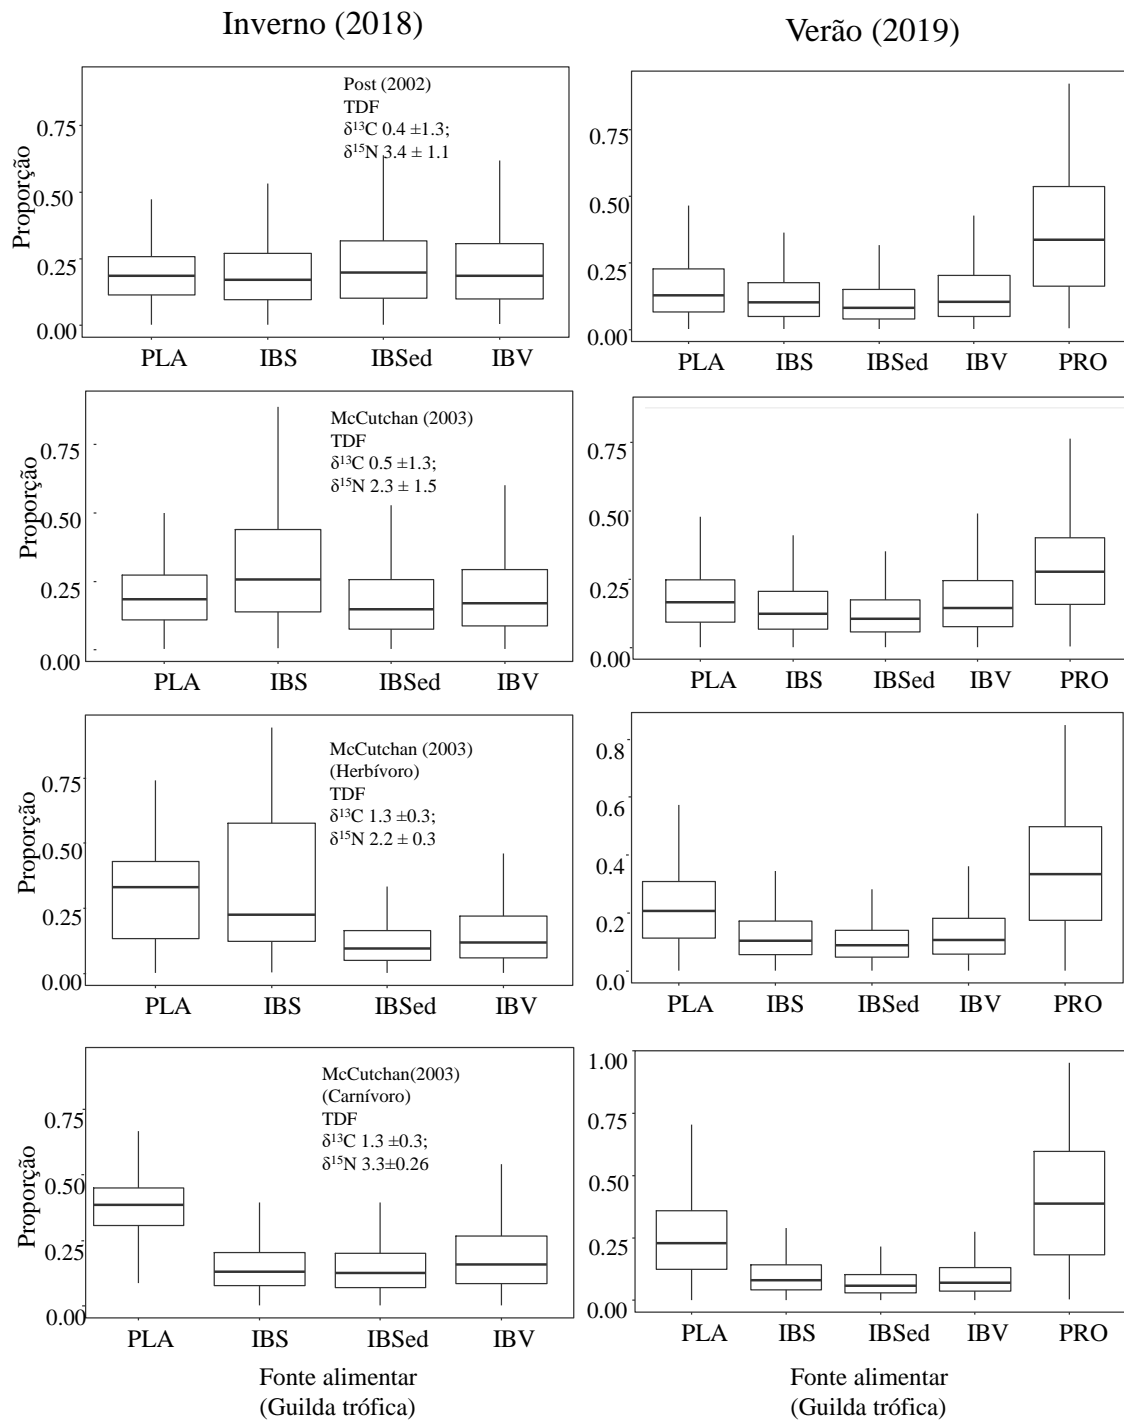 Inverno (2018)
Verão (2019)
Proporção
0.75
0.50
0.25
0.00
Post (2002)
TDF
δ¹³C 0.4 ±1.3;
δ¹⁵N 3.4 ± 1.1
PLA IBS IBSed IBV
0.75
0.50
0.25
0.00
PLA IBS IBSed IBV PRO
Proporção
0.75
0.50
0.25
0.00
McCutchan (2003)
TDF
δ¹³C 0.5 ±1.3;
δ¹⁵N 2.3 ± 1.5
PLA IBS IBSed IBV
0.75
0.50
0.25
0.00
PLA IBS IBSed IBV PRO
Proporção
0.75
0.50
0.25
0.00
McCutchan (2003)
(Herbívoro)
TDF
δ¹³C 1.3 ±0.3;
δ¹⁵N 2.2 ± 0.3
PLA IBS IBSed IBV
0.8
0.6
0.4
0.2
0.0
PLA IBS IBSed IBV PRO
Proporção
0.75
0.50
0.25
0.00
McCutchan(2003)
(Carnívoro)
TDF
δ¹³C 1.3 ±0.3;
δ¹⁵N 3.3±0.26
PLA IBS IBSed IBV
Fonte alimentar
(Guilda trófica)
1.00
0.75
0.50
0.25
0.00
PLA IBS IBSed IBV PRO
Fonte alimentar
(Guilda trófica)